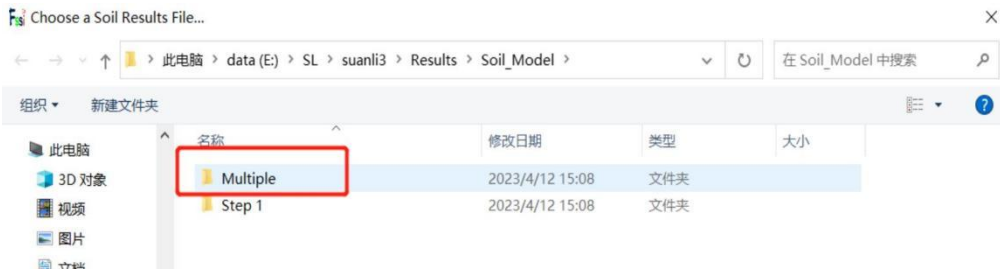 Fssi Choose a Soil Results File...
此电脑 > data (E:) > SL > suanli3 > Results > Soil_Model >
在 Soil_Model 中搜索
组织 新建文件夹
名称 修改日期 类型 大小
此电脑
3D 对象
视频
图片
文档
Multiple 2023/4/12 15:08 文件夹
Step 1 2023/4/12 15:08 文件夹